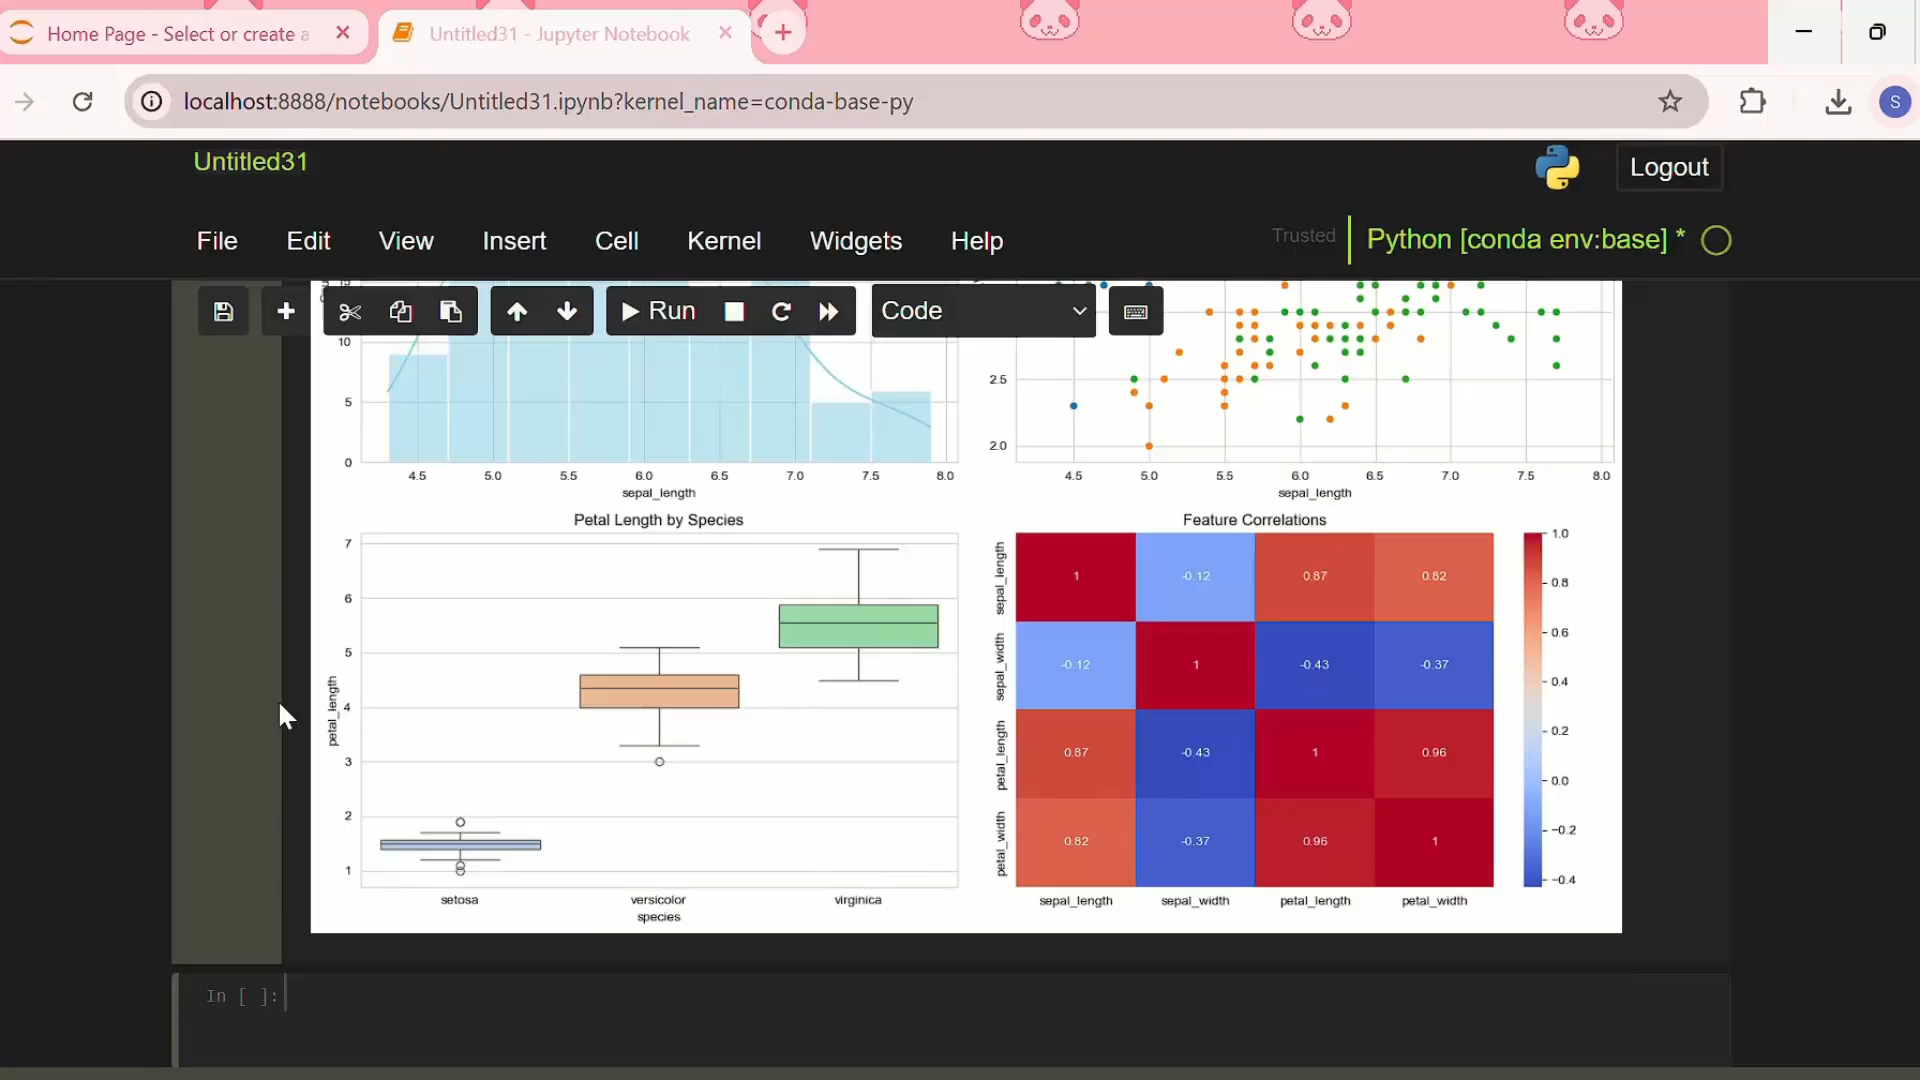 Home Page - Select or create a
Untitled31 - Jupyter Notebook
localhost:8888/notebooks/Untitled31.ipynb?kernel_name=conda-base-py
S
Untitled31
Logout
File Edit View Insert Cell Kernel Widgets Help
Trusted
Python [conda env:base] *
Run
Code
10
5
0
4.5 5.0 5.5 6.0 6.5 7.0 7.5 8.0
sepal_length
2.5
2.0
4.5 5.0 5.5 6.0 6.5 7.0 7.5 8.0
sepal_length
Petal Length by Species
7
6
5
4
3
2
1
petal_length
setosa versicolor virginica
species
Feature Correlations
sepal_length
1 -0.12 0.87 0.82
sepal_width
-0.12 1 -0.43 -0.37
petal_length
0.87 -0.43 1 0.96
petal_width
0.82 -0.37 0.96 1
sepal_length sepal_width petal_length petal_width
1.0
0.8
0.6
0.4
0.2
0.0
-0.2
-0.4
In [ ]: